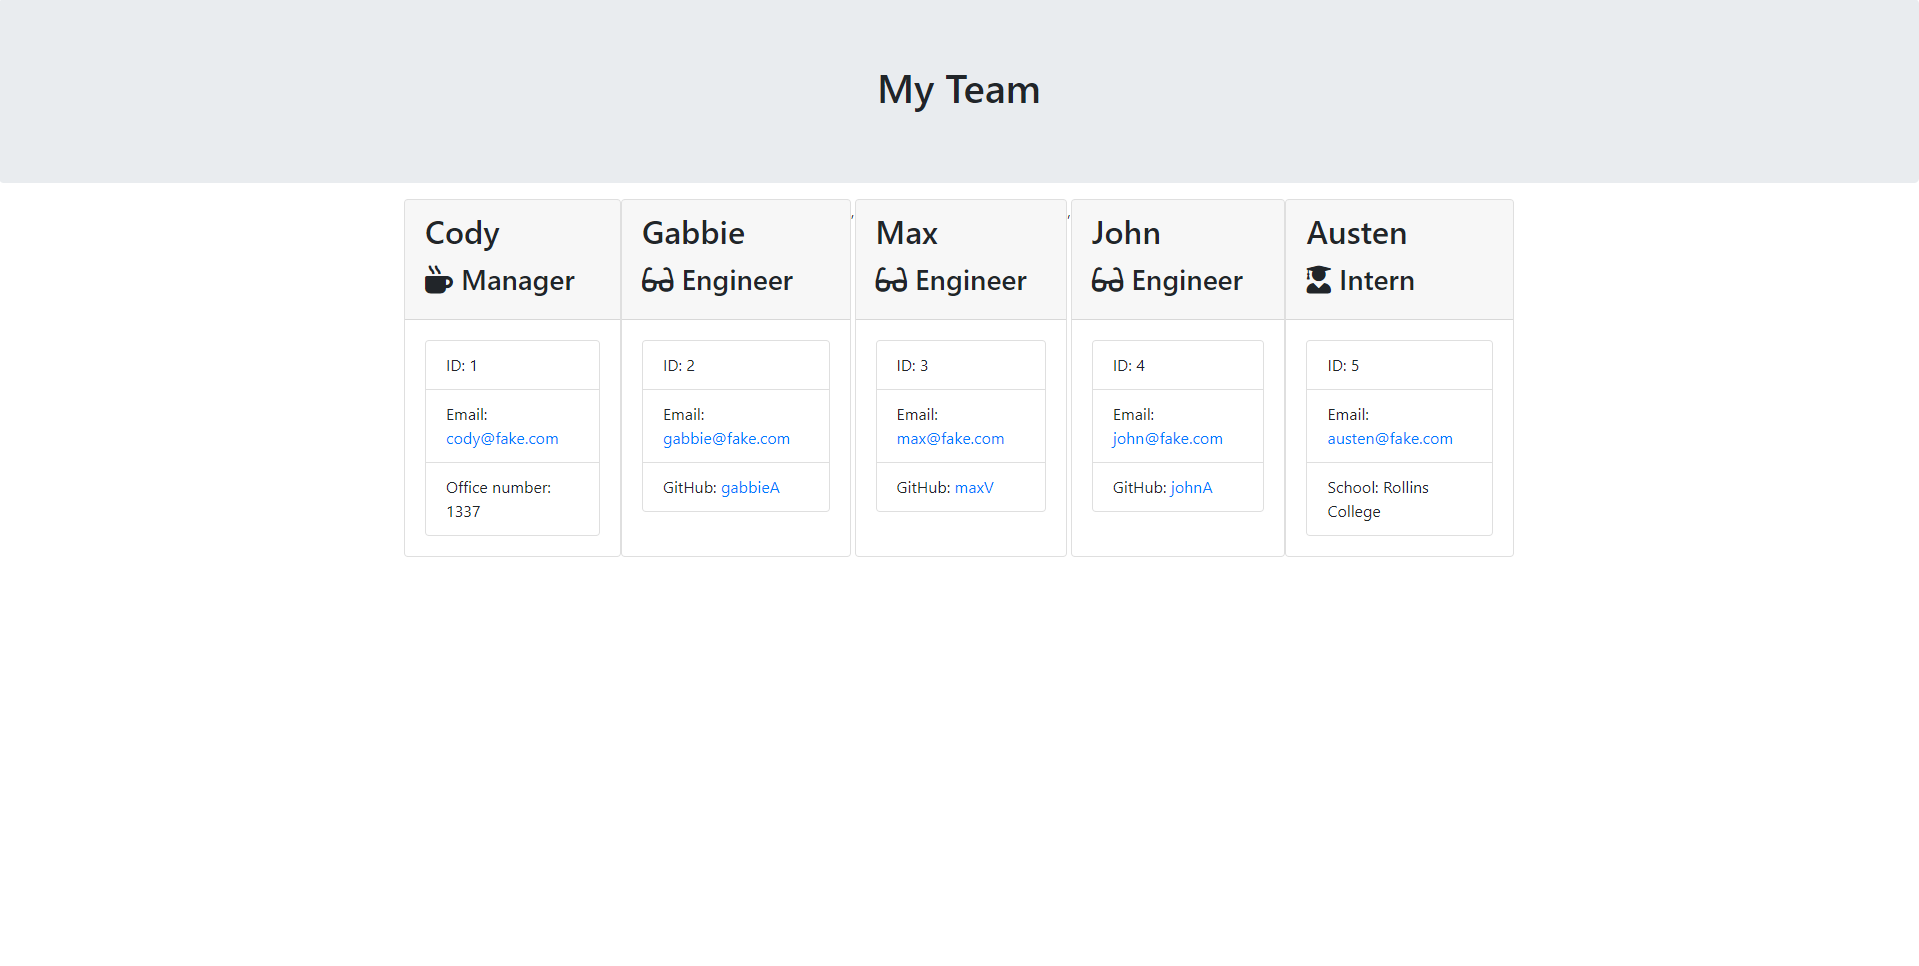 My Team
Cody
Manager
ID: 1
Email:
cody@fake.com
Office number:
1337
Gabbie
Engineer
ID: 2
Email:
gabbie@fake.com
GitHub: gabbieA
,
Max
Engineer
ID: 3
Email:
max@fake.com
GitHub: maxV
,
John
Engineer
ID: 4
Email:
john@fake.com
GitHub: johnA
Austen
Intern
ID: 5
Email:
austen@fake.com
School: Rollins
College